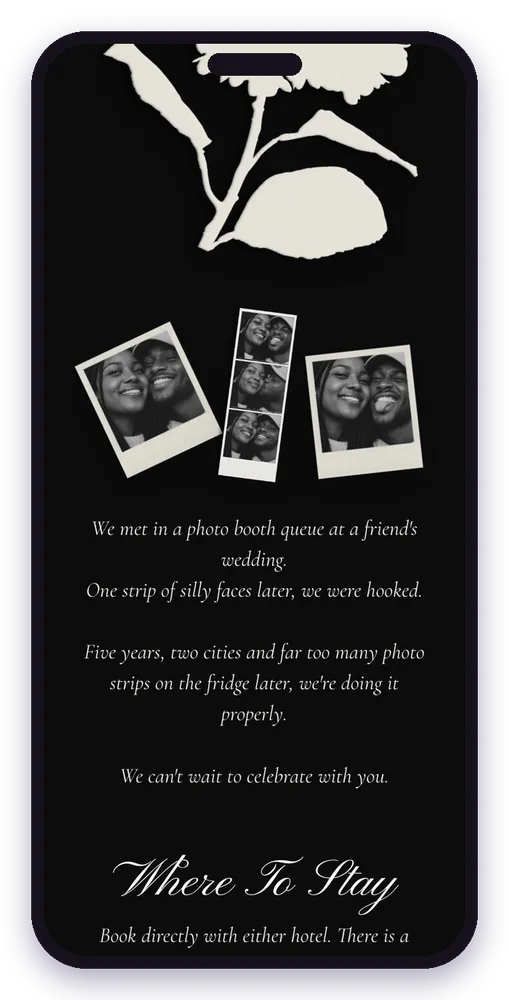 We met in a photo booth queue at a friend's
wedding.
One strip of silly faces later, we were hooked.
Five years, two cities and far too many photo
strips on the fridge later, we're doing it
properly.
We can't wait to celebrate with you.
Where To Stay
Book directly with either hotel. There is a